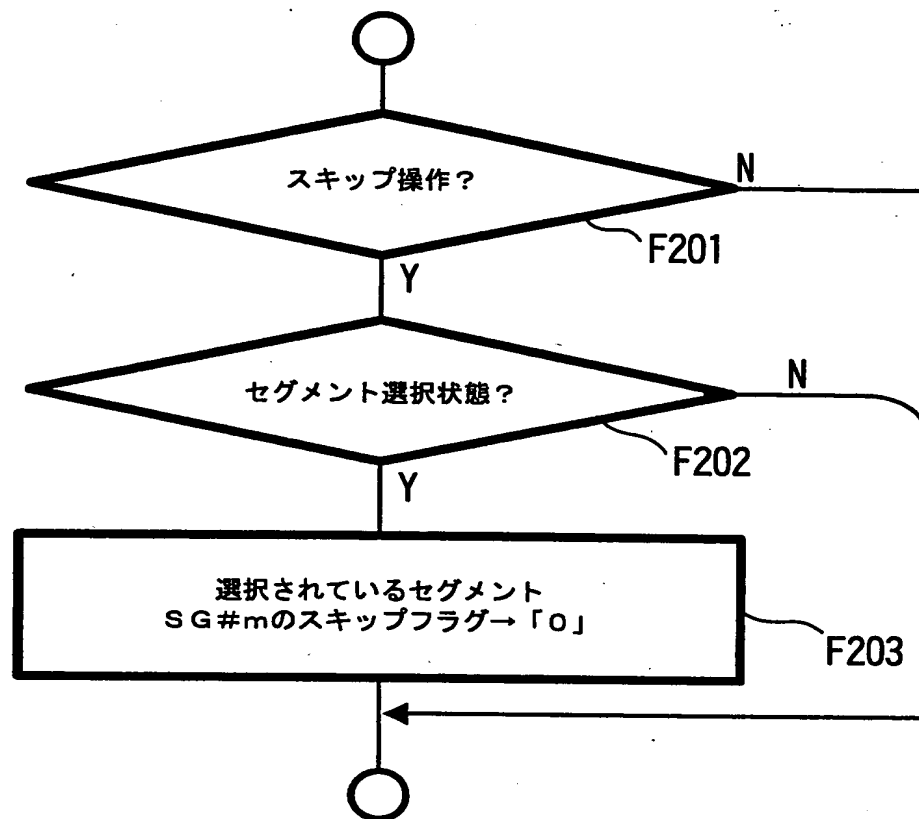 スキップ操作？
N
F201
Y
セグメント選択状態？
N
F202
Y
選択されているセグメント
ＳＧ＃ｍのスキップフラグ→「０」
F203